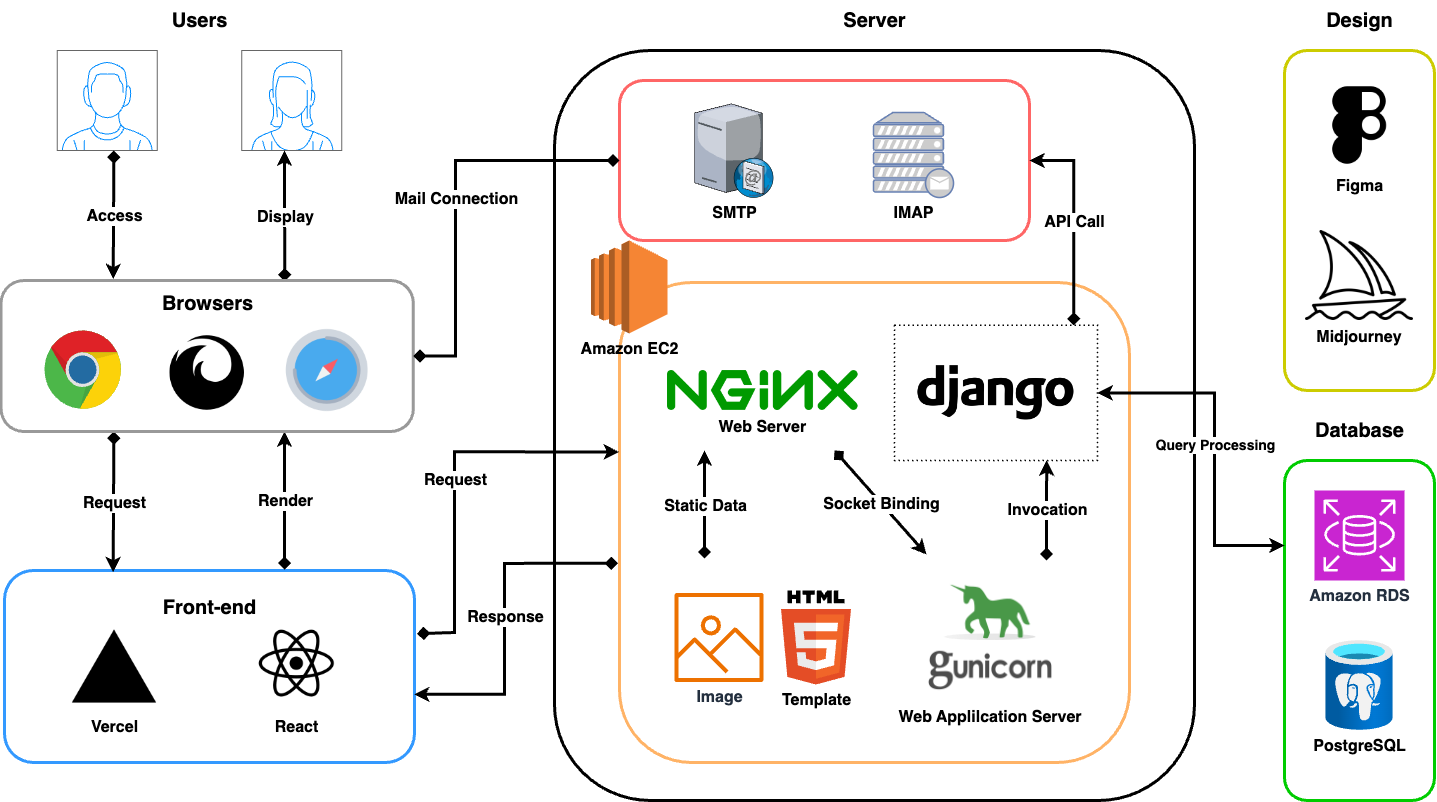 Users
Server
Design
SMTP
IMAP
Figma
Access
Display
Mail Connection
API Call
Browsers
Amazon EC2
Midjourney
NGiNX
Web Server
django
Database
Query Processing
Request
Render
Request
Static Data
Socket Binding
Invocation
Front-end
Response
HTML
5
gunicorn
Amazon RDS
Vercel
React
Image
Template
Web Applilcation Server
PostgreSQL